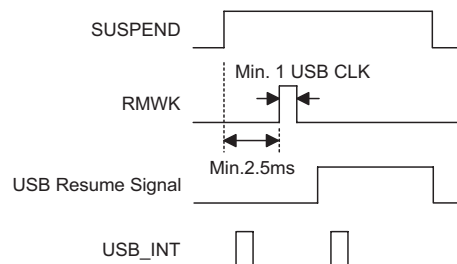 SUSPEND
Min. 1 USB CLK
RMWK
Min.2.5ms
USB Resume Signal
USB_INT